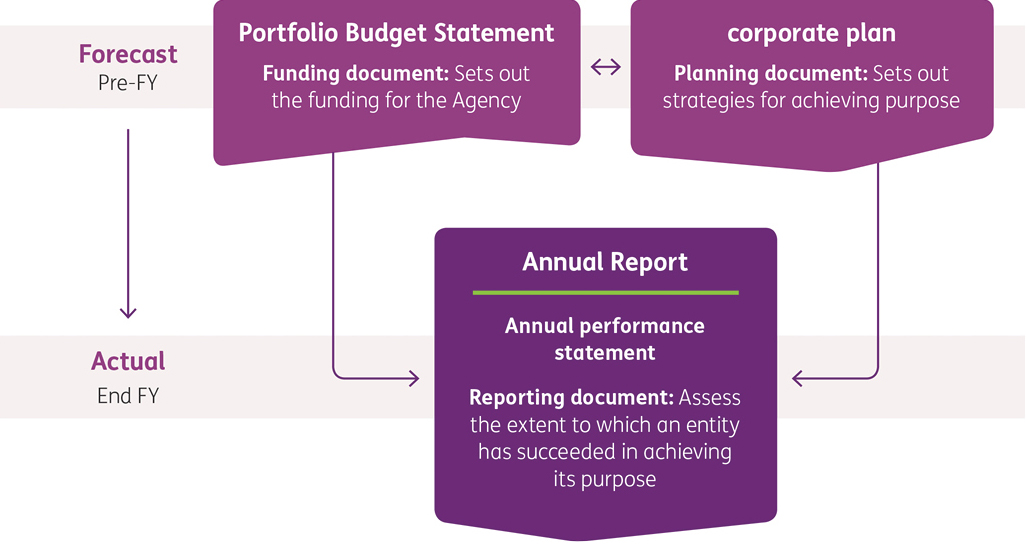 Forecast
Pre-FY
Portfolio Budget Statement
Funding document: Sets out
the funding for the Agency
corporate plan
Planning document: Sets out
strategies for achieving purpose
Actual
End FY
Annual Report
Annual performance
statement
Reporting document: Assess
the extent to which an entity
has succeeded in achieving
its purpose